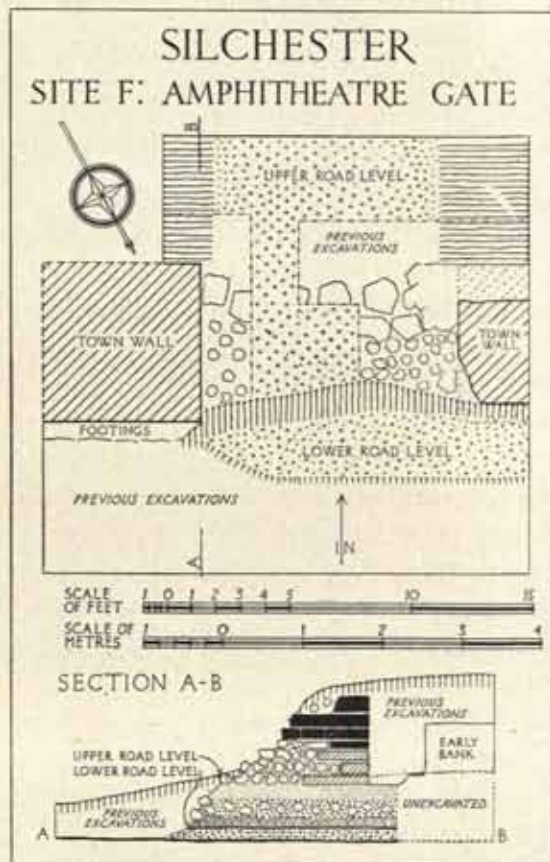 SILCHESTER
SITE F: AMPHITHEATRE GATE
B
UPPER ROAD LEVEL
PREVIOUS
EXCAVATIONS
TOWN WALL
TOWN
WALL
FOOTINGS
LOWER ROAD LEVEL
PREVIOUS EXCAVATIONS
A
IN
SCALE OF FEET 1 0 1 2 3 4 5 10 15
SCALE OF METRES 1 0 1 2 3 4
SECTION A-B
PREVIOUS
EXCAVATIONS
EARLY
BANK
UPPER ROAD LEVEL
LOWER ROAD LEVEL
PREVIOUS
EXCAVATIONS
UNEXCAVATED
A
B